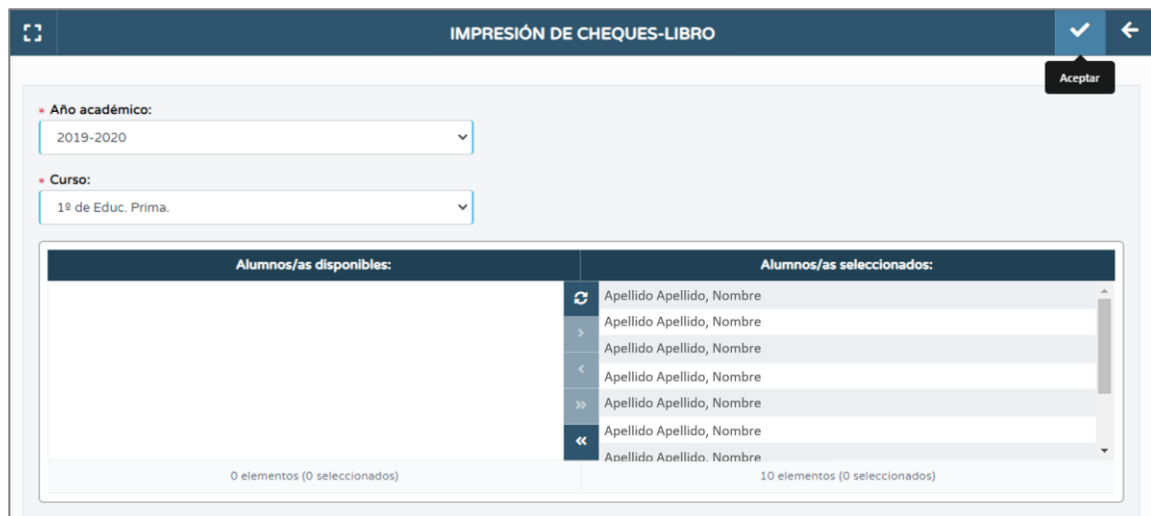 IMPRESIÓN DE CHEQUES-LIBRO
Aceptar
* Año académico:
2019-2020
* Curso:
1º de Educ. Prima.
Alumnos/as disponibles:
Alumnos/as seleccionados:
Apellido Apellido, Nombre
Apellido Apellido, Nombre
Apellido Apellido, Nombre
Apellido Apellido, Nombre
Apellido Apellido, Nombre
Apellido Apellido, Nombre
Apellido Apellido, Nombre
0 elementos (0 seleccionados)
10 elementos (0 seleccionados)